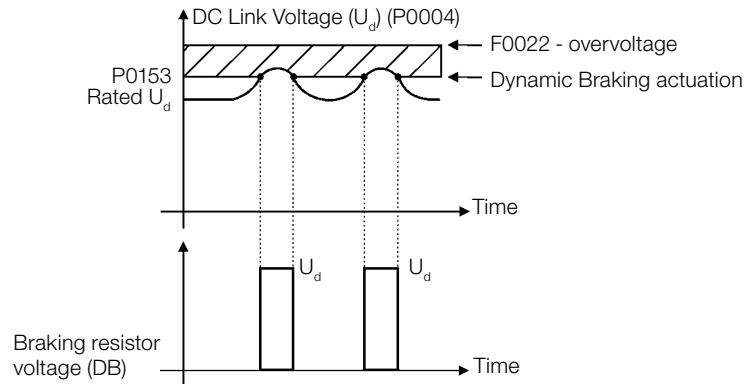 DC Link Voltage (Ud) (P0004)
F0022 - overvoltage
P0153
Dynamic Braking actuation
Rated Ud
Time
Ud
Ud
Braking resistor
voltage (DB)
Time